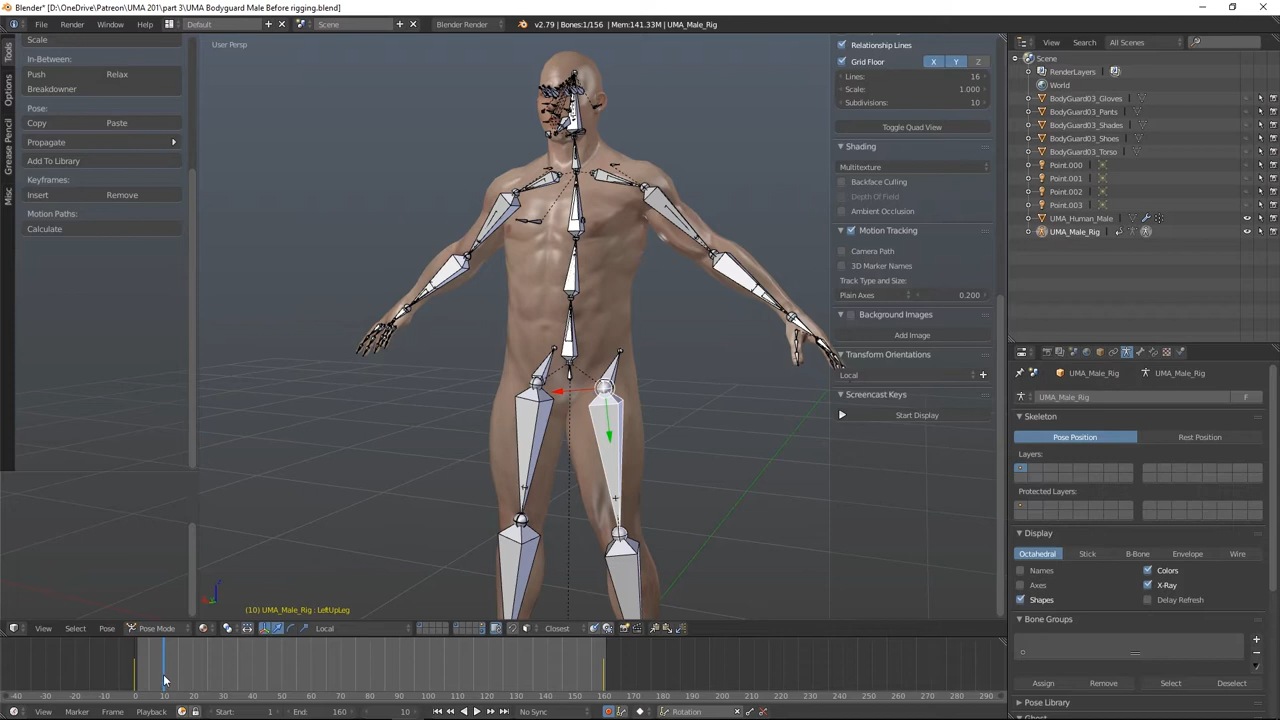 Blender* [D:\OneDrive\Patreon\UMA 201\part 3\UMA Bodyguard Male Before rigging.blend]
File Render Window Help Default Scene Blender Render v2.79 | Bones:1/156 | Mem:141.33M | UMA_Male_Rig
View Search All Scenes
Tools
Options
Grease Pencil
Misc
Scale
In-Between:
Push Relax
Breakdowner
Pose:
Copy Paste
Propagate
Add To Library
Keyframes:
Insert Remove
Motion Paths:
Calculate
User Persp
(10) UMA_Male_Rig : LeftUpLeg
Relationship Lines
Grid Floor X Y Z
Lines: 16
Scale: 1.000
Subdivisions: 10
Toggle Quad View
Shading
Multitexture
Backface Culling
Depth Of Field
Ambient Occlusion
Motion Tracking
Camera Path
3D Marker Names
Track Type and Size:
Plain Axes 0.200
Background Images
Add Image
Transform Orientations
Local
Screencast Keys
Start Display
Scene
RenderLayers
World
BodyGuard03_Gloves
BodyGuard03_Pants
BodyGuard03_Shades
BodyGuard03_Shoes
BodyGuard03_Torso
Point.000
Point.001
Point.002
Point.003
UMA_Human_Male
UMA_Male_Rig
UMA_Male_Rig UMA_Male_Rig
UMA_Male_Rig F
Skeleton
Pose Position Rest Position
Layers:
Protected Layers:
Display
Octahedral Stick B-Bone Envelope Wire
Names Colors
Axes X-Ray
Shapes Delay Refresh
Bone Groups
Assign Remove Select Deselect
Pose Library
View Select Pose Pose Mode Local Closest
-40 -30 -20 -10 0 10 20 30 40 50 60 70 80 90 100 110 120 130 140 150 160 170 180 190 200 210 220 230 240 250 260 270 280 290
View Marker Frame Playback Start: 1 End: 160 10 No Sync Rotation